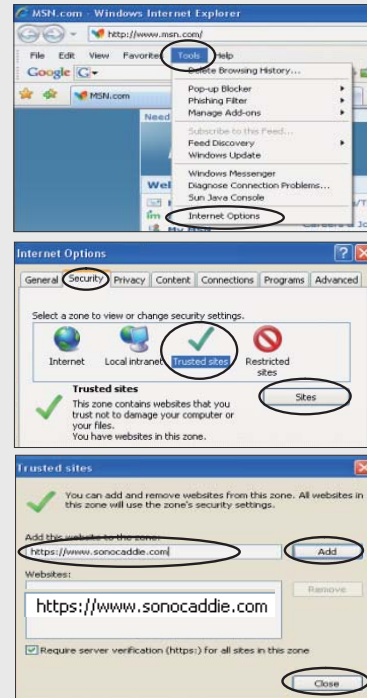 MSN.com - Windows Internet Explorer
http://www.msn.com/
File Edit View Favorites Tools Help
Google G
Delete Browsing History...
MSN.com
Pop-up Blocker
Phishing Filter
Manage Add-ons
Need
Subscribe to this Feed...
Feed Discovery
Windows Update
Windows Messenger
Wel
Diagnose Connection Problems...
Sun Java Console
Internet Options
Internet Options
General Security Privacy Content Connections Programs Advanced
Select a zone to view or change security settings.
Internet Local intranet Trusted sites Restricted
sites
Trusted sites
Sites
This zone contains websites that you
trust not to damage your computer or
your files.
You have websites in this zone.
Trusted sites
You can add and remove websites from this zone. All websites in
this zone will use the zone's security settings.
Add this website to the zone:
https://www.sonocaddie.com
Add
Websites:
Remove
https://www.sonocaddie.com
Require server verification (https:) for all sites in this zone
Close